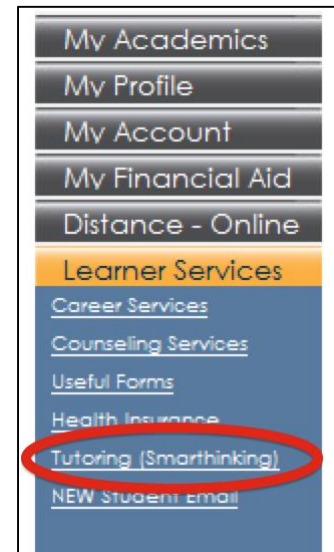 My Academics
My Profile
My Account
My Financial Aid
Distance - Online
Learner Services
Career Services
Counseling Services
Useful Forms
Health Insurance
Tutoring (Smarthinking)
NEW Student Email